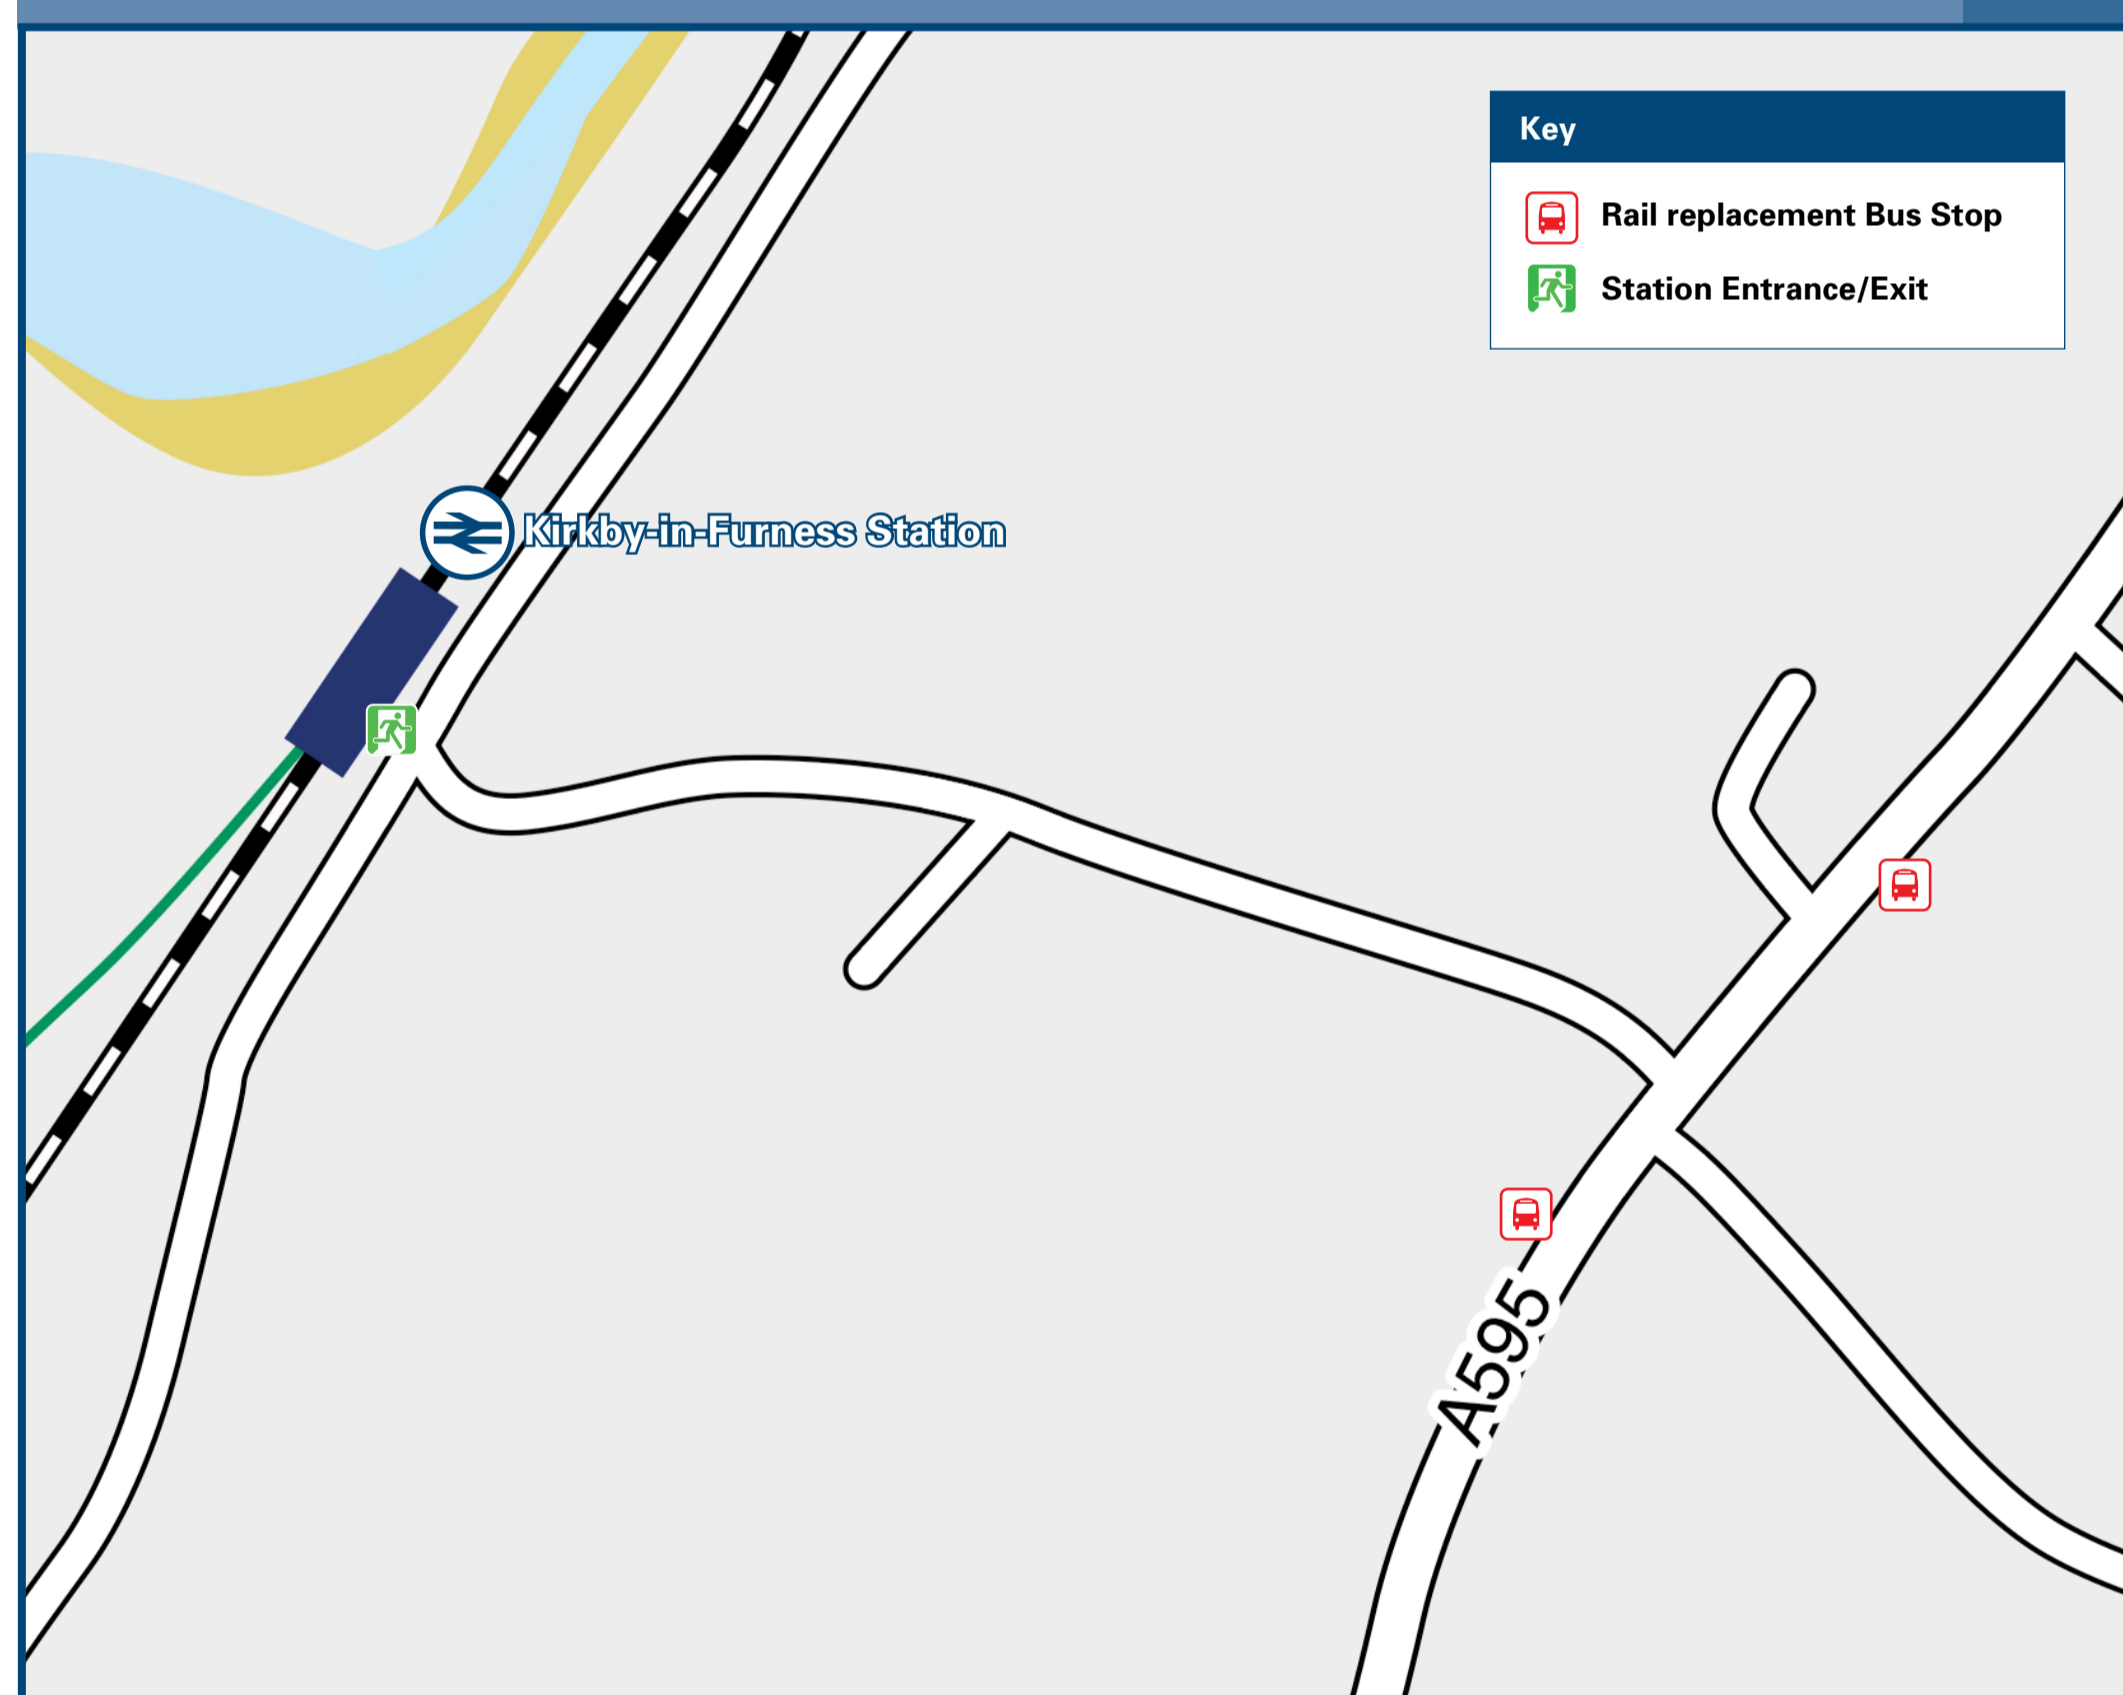 Key
Rail replacement Bus Stop
Station Entrance/Exit
Kirkby-in-Furness Station
A595